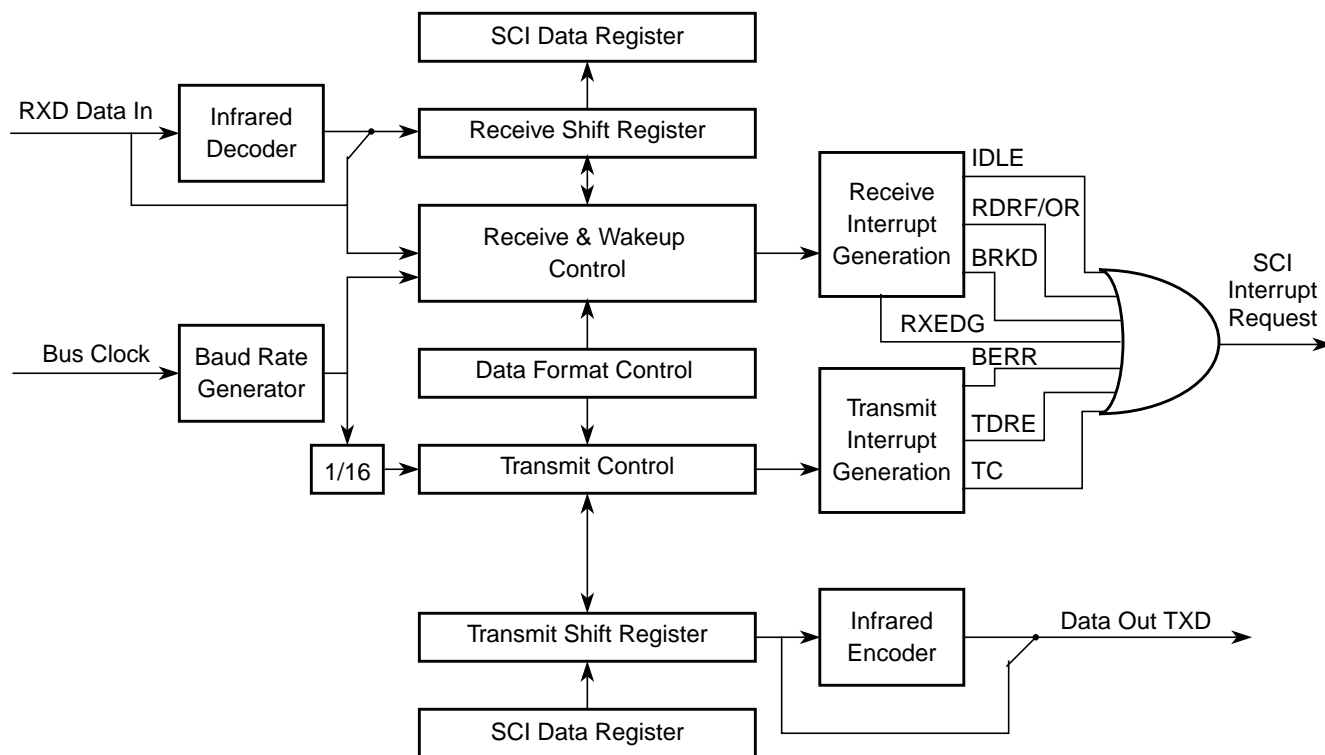 SCI Data Register
RXD Data In
Infrared
Decoder
Receive Shift Register
Receive & Wakeup
Control
Receive
Interrupt
Generation
IDLE
RDRF/OR
BRKD
RXEDG
SCI
Interrupt
Request
Bus Clock
Baud Rate
Generator
Data Format Control
BERR
Transmit
Interrupt
Generation
TDRE
TC
1/16
Transmit Control
Transmit Shift Register
Infrared
Encoder
Data Out TXD
SCI Data Register